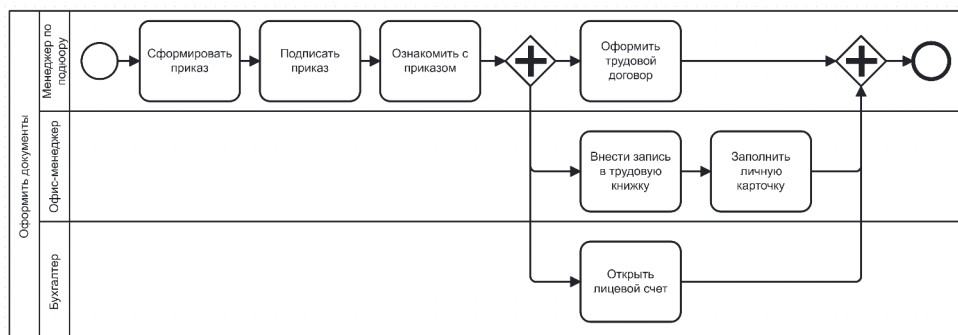 Оформить документы
Менеджер по
подюору
Сформировать
приказ
Подписать
приказ
Ознакомить с
приказом
Оформить
трудовой
договор
Офис-менеджер
Внести запись
в трудовую
книжку
Заполнить
личную
карточку
Бухгалтер
Открыть
лицевой счет